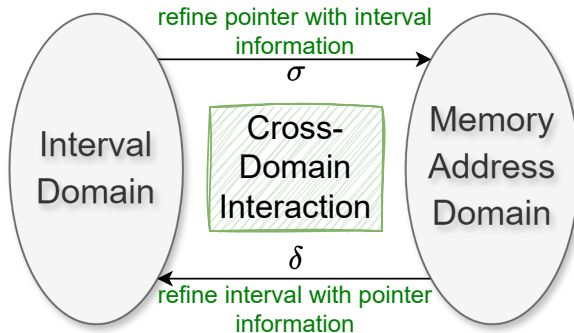 refine pointer with interval
information
σ
Interval
Domain
Cross-
Domain
Interaction
Memory
Address
Domain
δ
refine interval with pointer
information